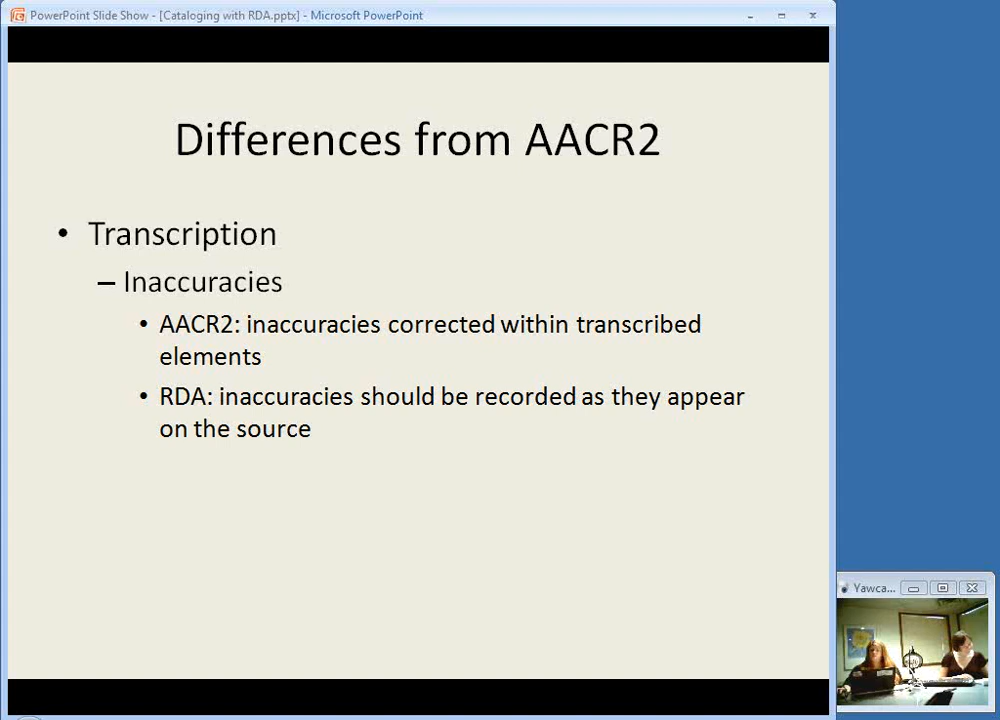 PowerPoint Slide Show - [Cataloging with RDA.pptx] - Microsoft PowerPoint
Differences from AACR2
• Transcription
– Inaccuracies
• AACR2: inaccuracies corrected within transcribed
elements
• RDA: inaccuracies should be recorded as they appear
on the source
Yawca...